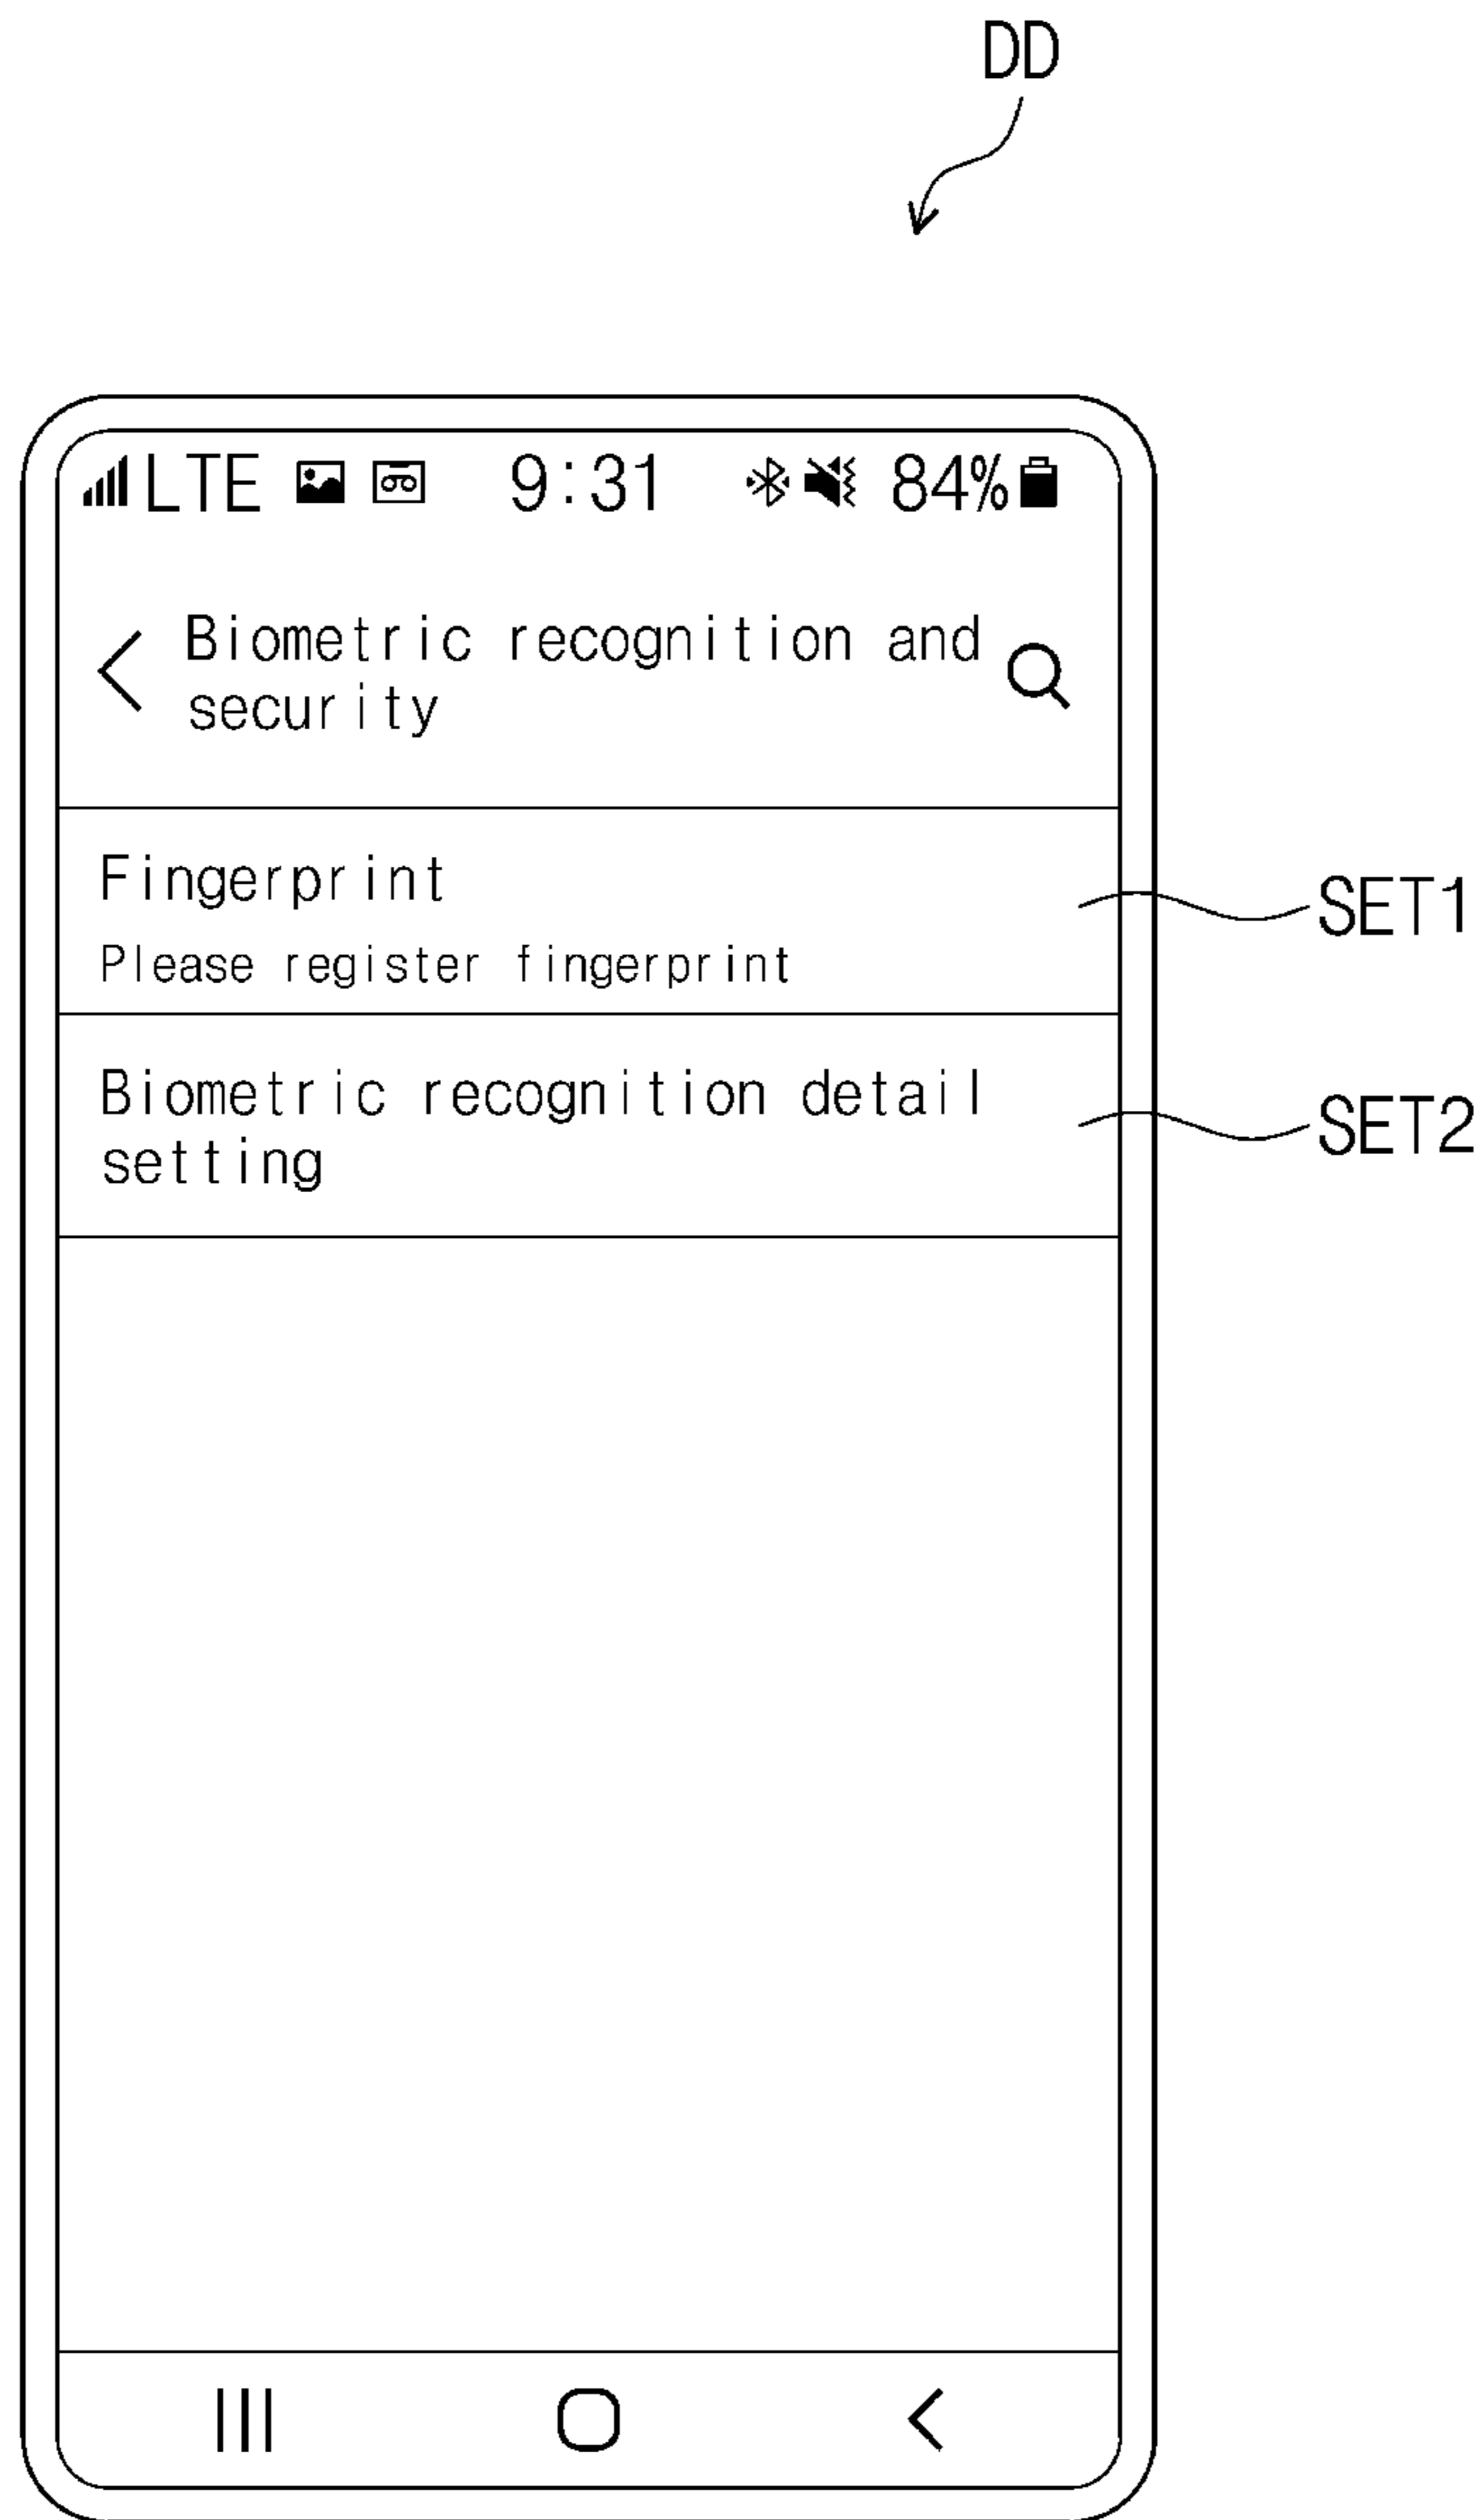 DD
LTE 9:31 84%
Biometric recognition and
security
Fingerprint
SET1
Please register fingerprint
Biometric recognition detail
SET2
setting